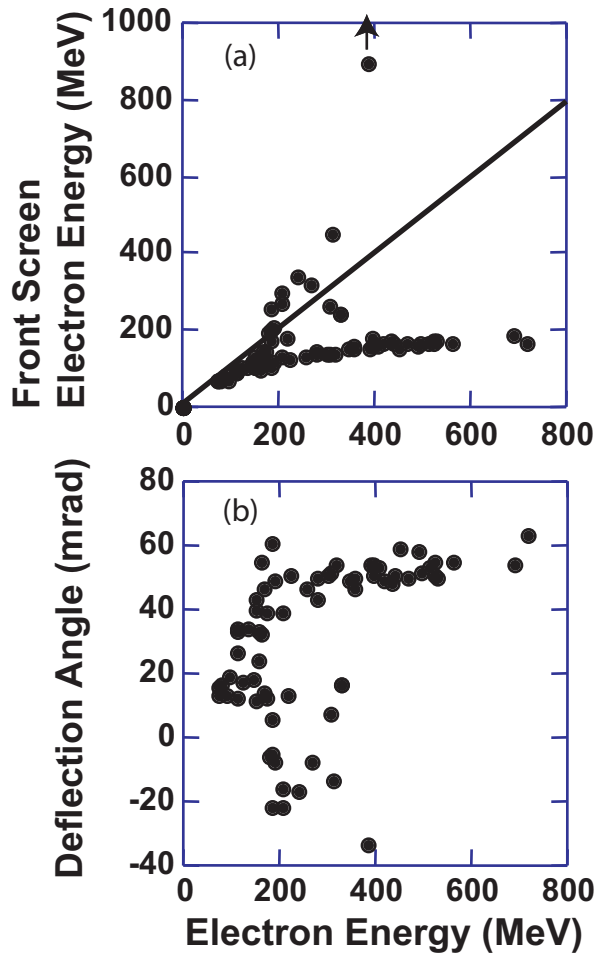 Front Screen
Electron Energy (MeV)
1000
800
600
400
200
0
(a)
0 200 400 600 800
Deflection Angle (mrad)
80
60
40
20
0
-20
-40
(b)
0 200 400 600 800
Electron Energy (MeV)